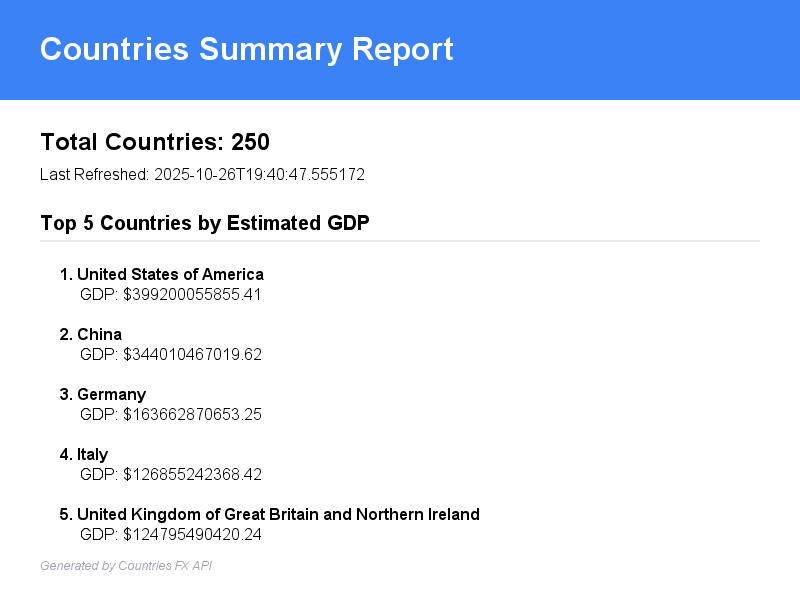 Countries Summary Report
Total Countries: 250
Last Refreshed: 2025-10-26T19:40:47.555172
Top 5 Countries by Estimated GDP
1. United States of America
GDP: $399200055855.41
2. China
GDP: $344010467019.62
3. Germany
GDP: $163662870653.25
4. Italy
GDP: $126855242368.42
5. United Kingdom of Great Britain and Northern Ireland
GDP: $124795490420.24
Generated by Countries FX API